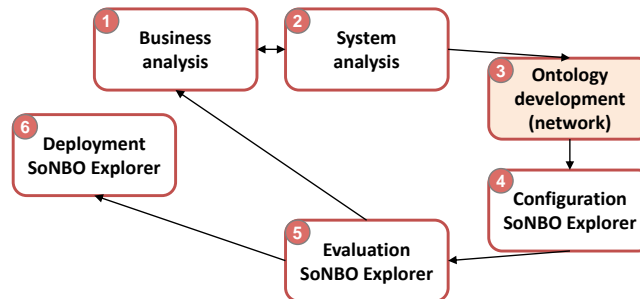 1
Business
analysis
2
System
analysis
3
Ontology
development
(network)
4
Configuration
SoNBO Explorer
5
Evaluation
SoNBO Explorer
6
Deployment
SoNBO Explorer